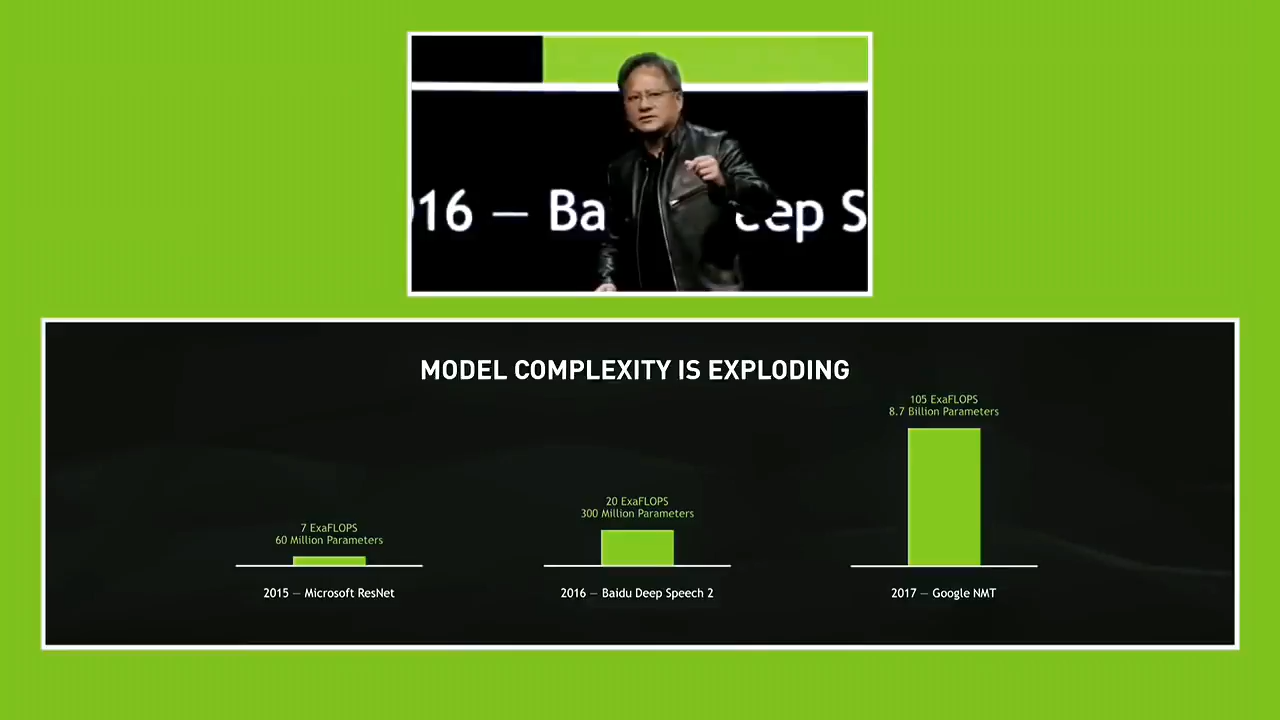 016 — Ba eep S
MODEL COMPLEXITY IS EXPLODING
105 ExaFLOPS
8.7 Billion Parameters
20 ExaFLOPS
300 Million Parameters
7 ExaFLOPS
60 Million Parameters
2015 — Microsoft ResNet
2016 — Baidu Deep Speech 2
2017 — Google NMT